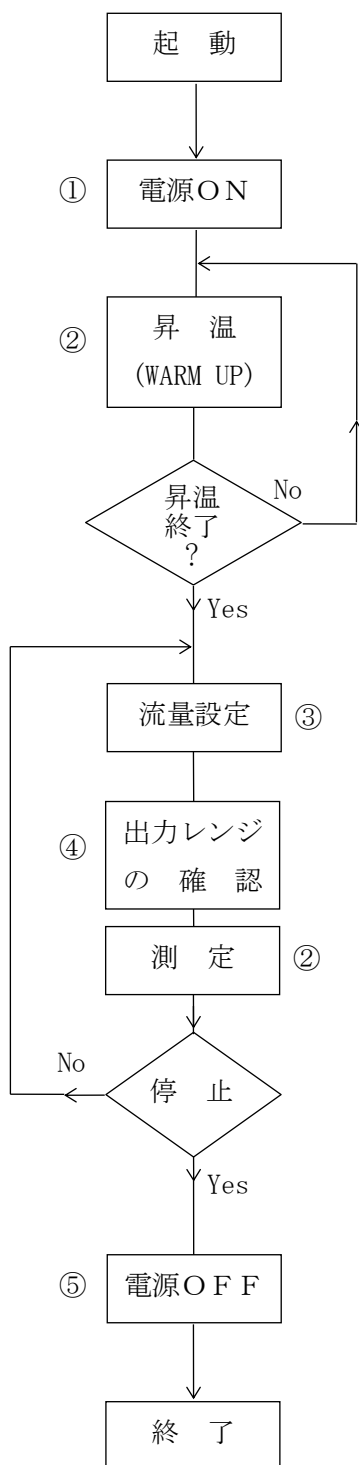 起　動
① 電源ＯＮ
② 昇　温
(WARM UP)
昇温
終了
?
No
Yes
流量設定 ③
④ 出力レンジ
の　確　認
測　定 ②
No
停　止
Yes
⑤ 電源ＯＦＦ
終　了